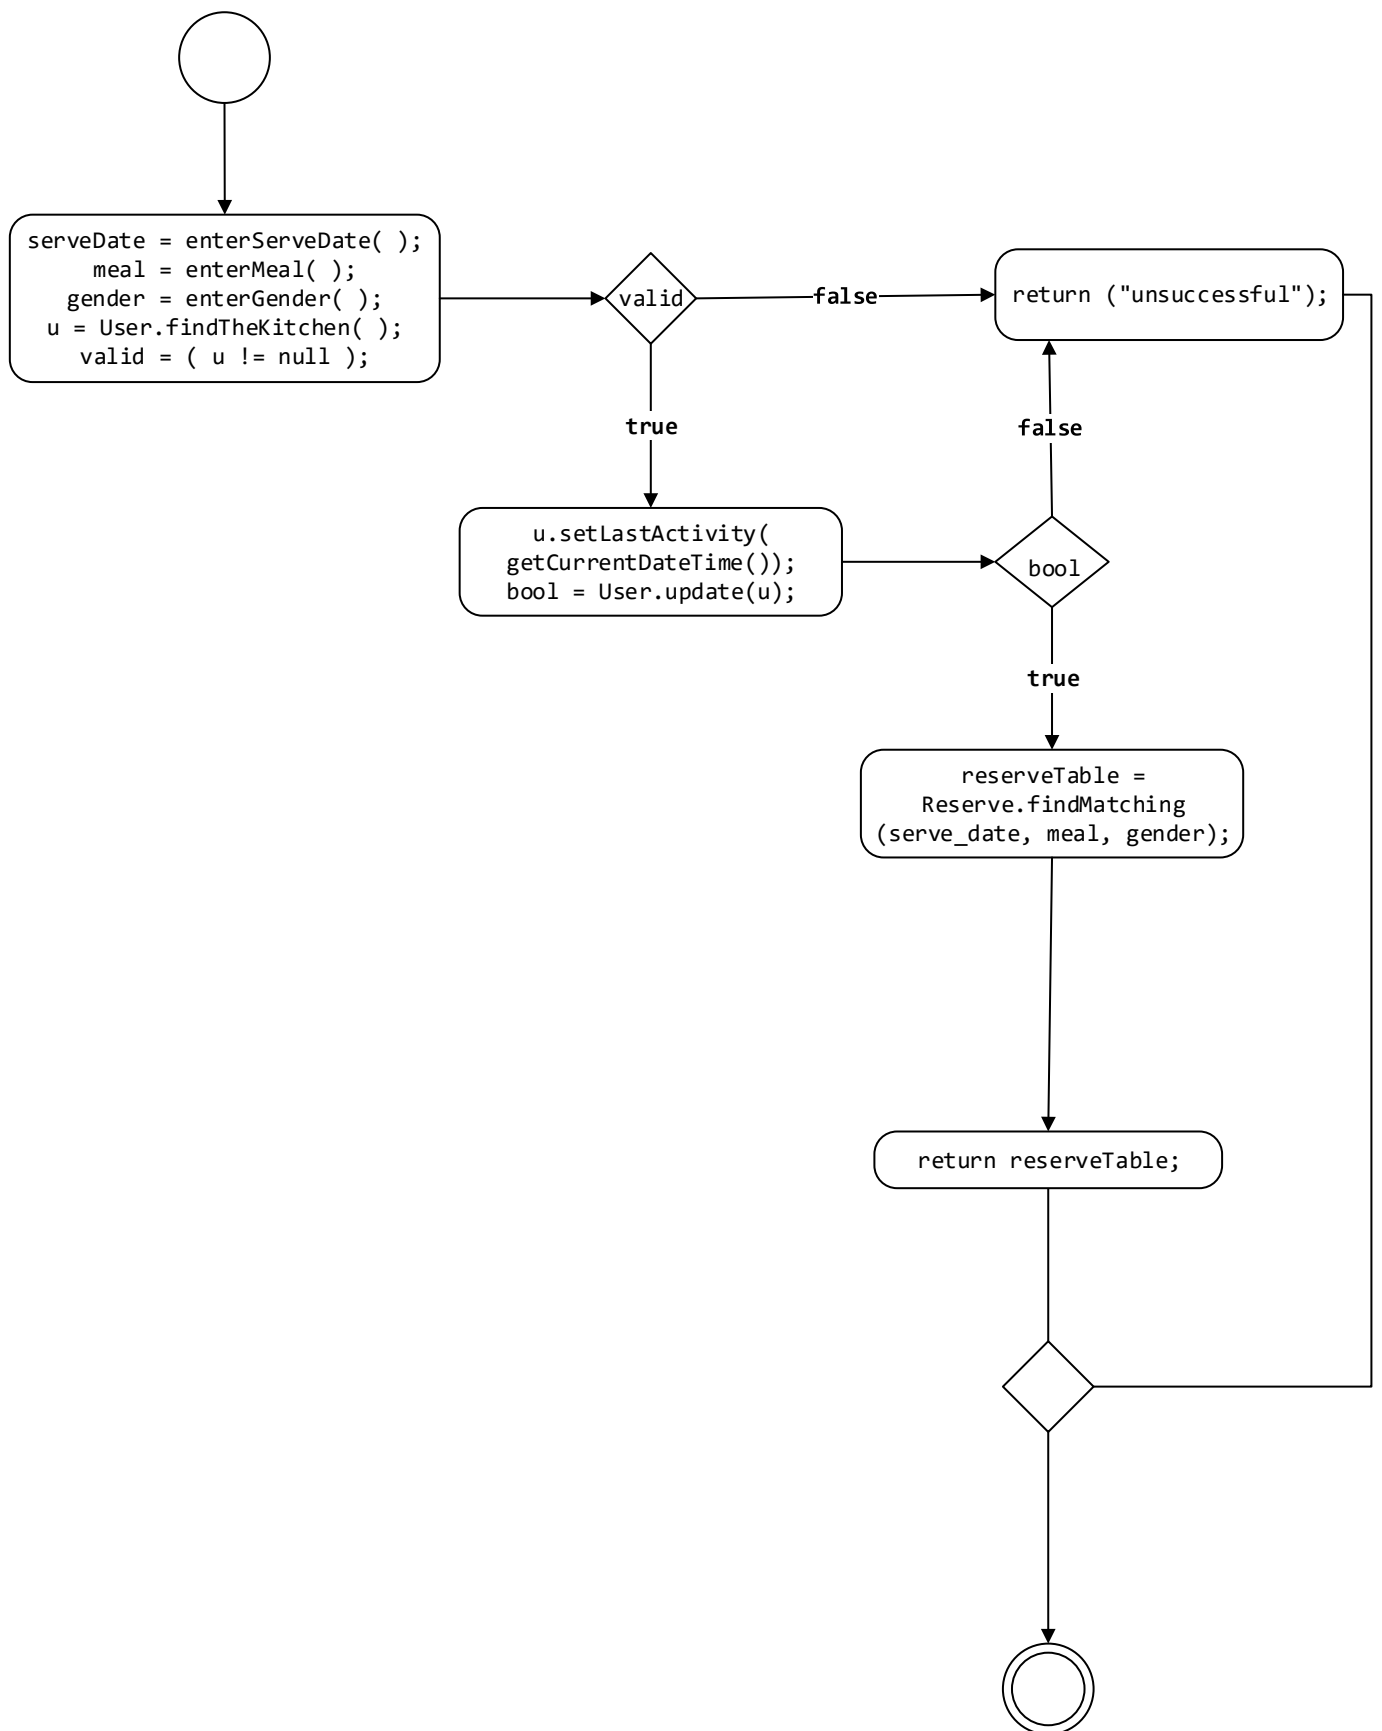 serveDate = enterServeDate( );
meal = enterMeal( );
gender = enterGender( );
u = User.findTheKitchen( );
valid = ( u != null );
valid
false
return ("unsuccessful");
true
false
u.setLastActivity(
getCurrentDateTime());
bool = User.update(u);
bool
true
reserveTable =
Reserve.findMatching
(serve_date, meal, gender);
return reserveTable;